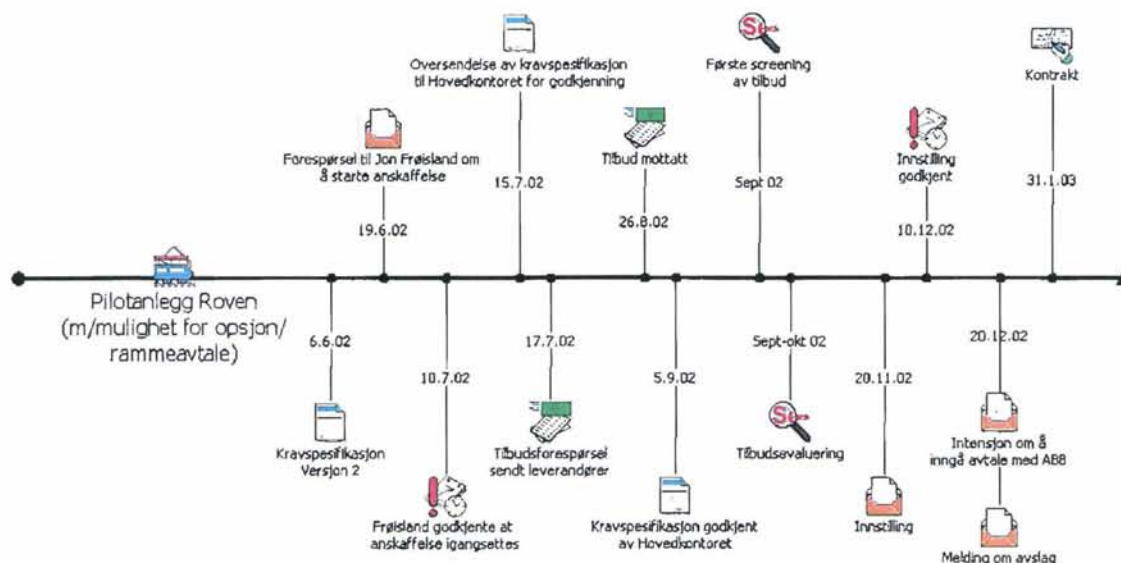 Oversendelse av kravspesifikasjon
til Hovedkontoret for godkjenning
Første screening
av tilbud
Kontrakt
Forespørsel til Jon Frøisland om
å starte anskaffelse
Tilbud mottatt
Innstilling
godkjent
15.7.02
Sept 02
31.1.03
19.6.02
26.8.02
10.12.02
Pilotanlegg Roven
(m/mulighet for opsjon/
rammeavtale)
6.6.02
17.7.02
Sept-okt 02
20.12.02
10.7.02
5.9.02
20.11.02
Kravspesifikasjon
Versjon 2
Tilbudsforespørsel
sendt leverandører
Tilbudsevaluering
Intensjon om å
inngå avtale med ABB
Frøisland godkjente at
anskaffelse igangsettes
Kravspesifikasjon godkjent
av Hovedkontoret
Innstilling
Melding om avslag